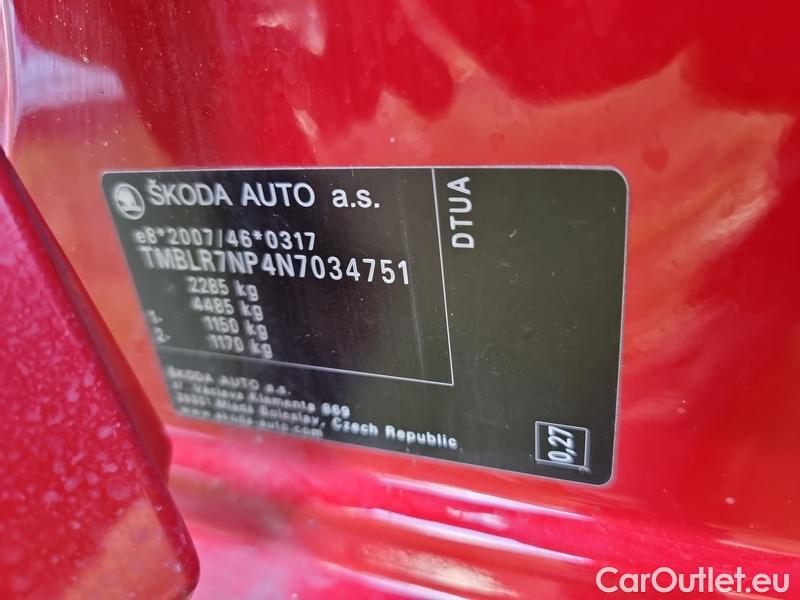 ŠKODA AUTO a.s.
DTUA
e8*2007/46*0317
TMBLR7NP4N7034751
2285 kg
4485 kg
1- 1150 kg
2- 1170 kg
ŠKODA AUTO a.s.
tř. Václava Klementa 869
29301 Mladá Boleslav, Czech Republic
www.skoda-auto.com
0,27
CarOutlet.eu